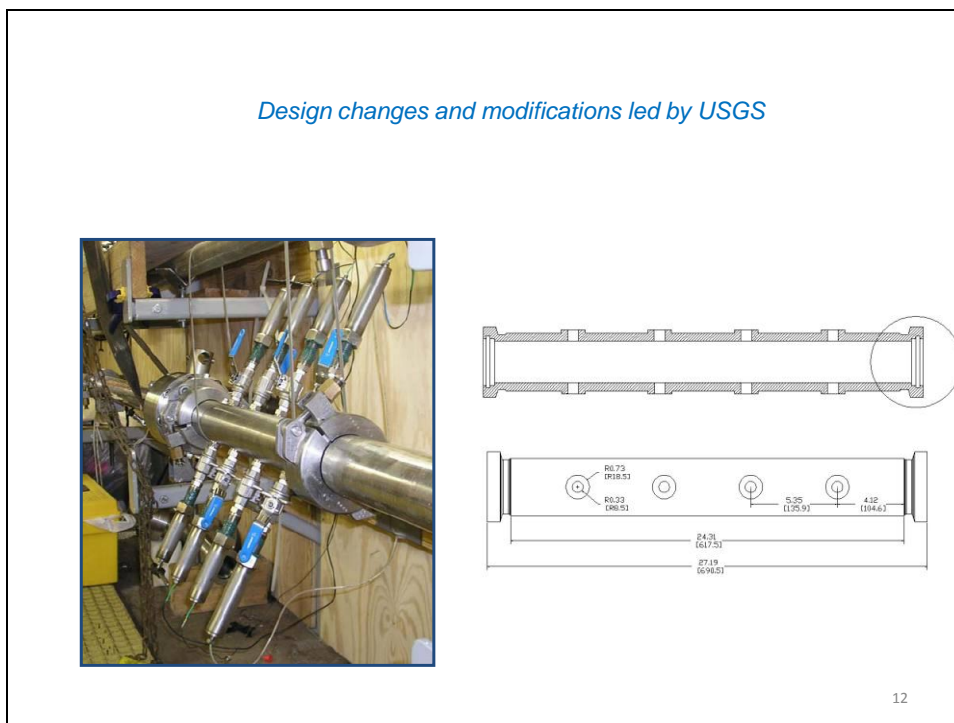 Design changes and modifications led by USGS
R0.73
[R18.5]
R0.33
[R8.5]
5.35
[135.9]
4.12
[104.6]
24.31
[617.5]
27.19
[690.5]
12